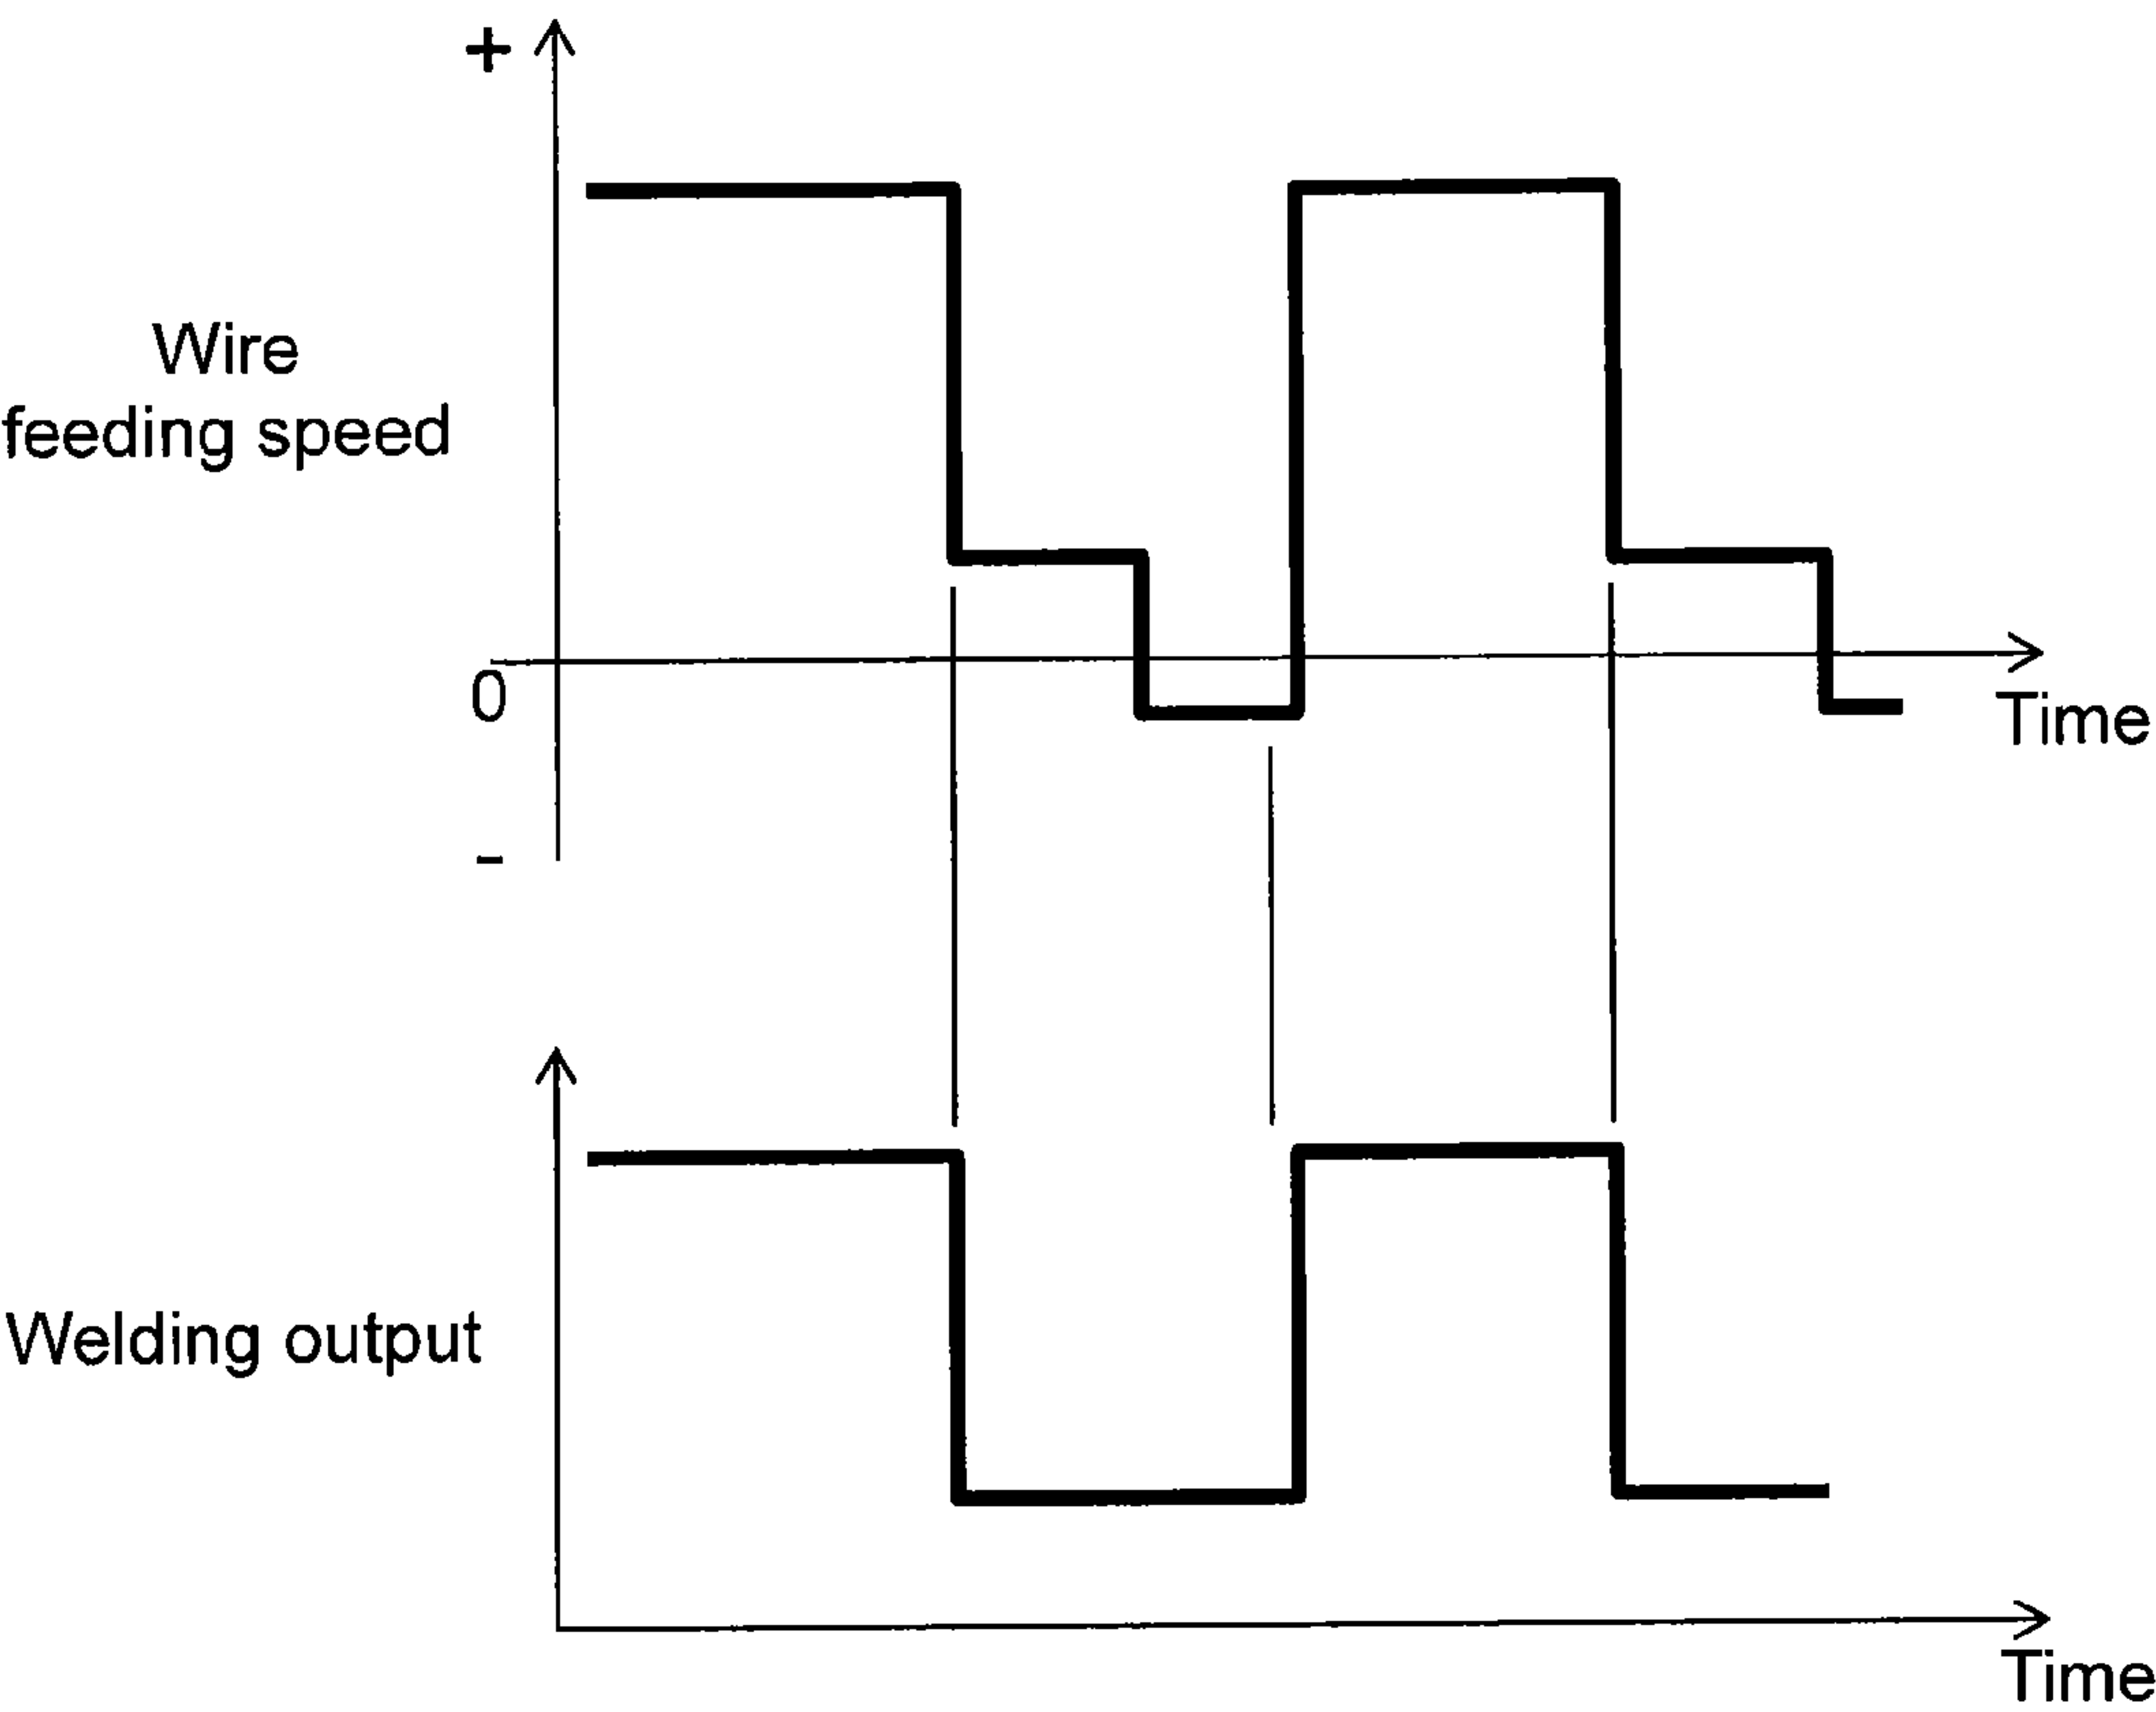 +
Wire
feeding speed
0
Time
-
Welding output
Time